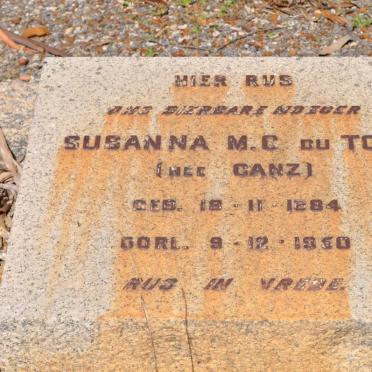 HIER RUS
ONS DIERBARE MOEDER
SUSANNA M.C. DU TO
(NEE GANZ)
GEB. 18 · 11 · 1884
OORL. 9 · 12 · 1950
RUS IN VREDE.